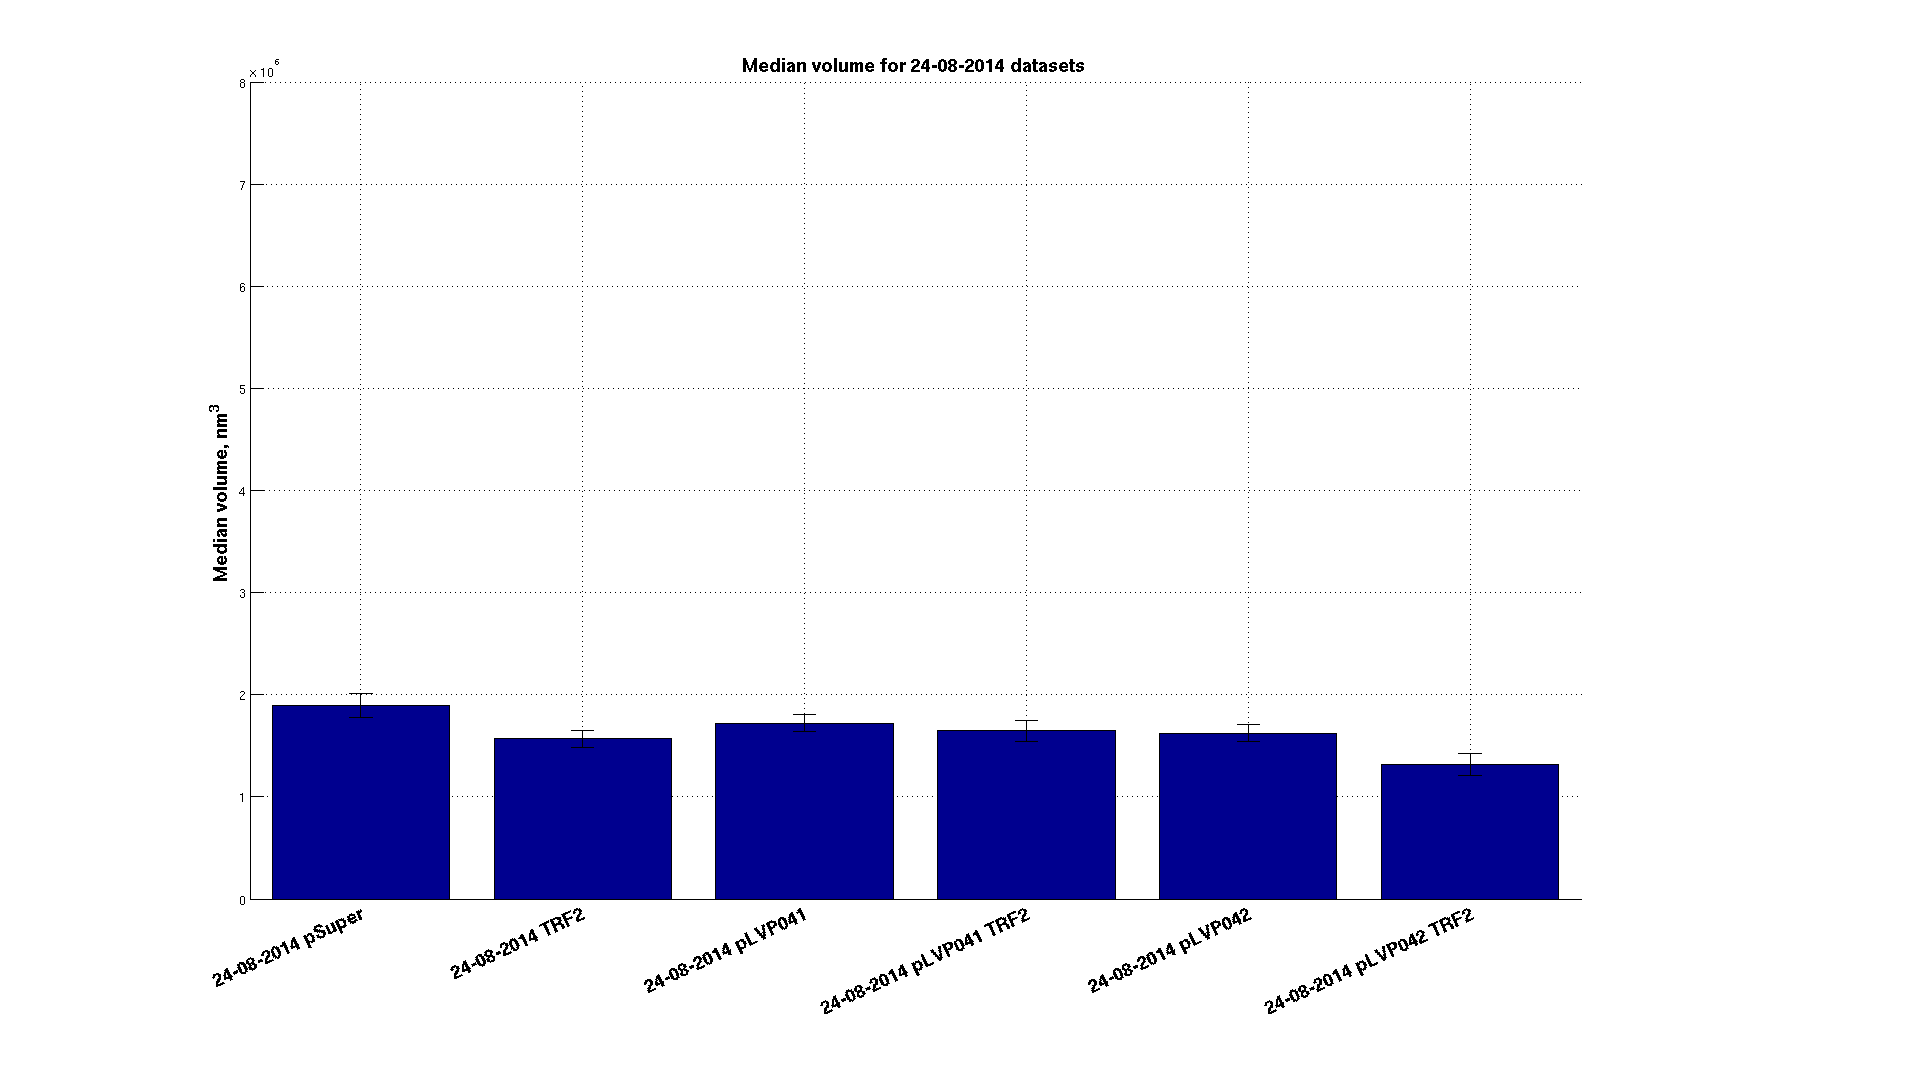 Median volume for 24-08-2014 datasets
× 10^6
8
7
6
5
4
3
2
1
0
Median volume, nm^3
24-08-2014 pSuper
24-08-2014 TRF2
24-08-2014 pLVP041
24-08-2014 pLVP041 TRF2
24-08-2014 pLVP042
24-08-2014 pLVP042 TRF2